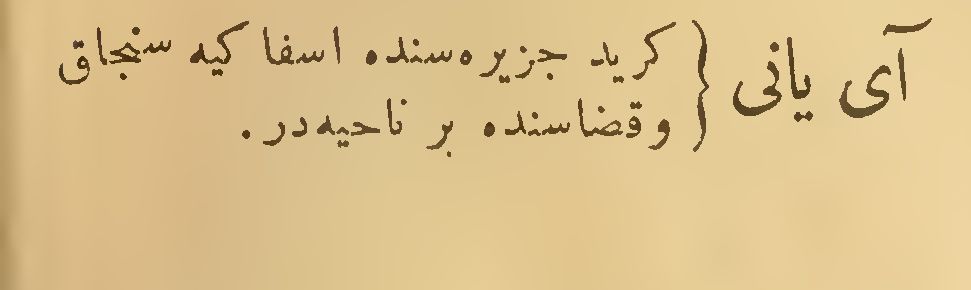 آی یانی { کرید جزیره‌سنده اسفاکیه سنجاق
وقضاسنده بر ناحیه‌در .